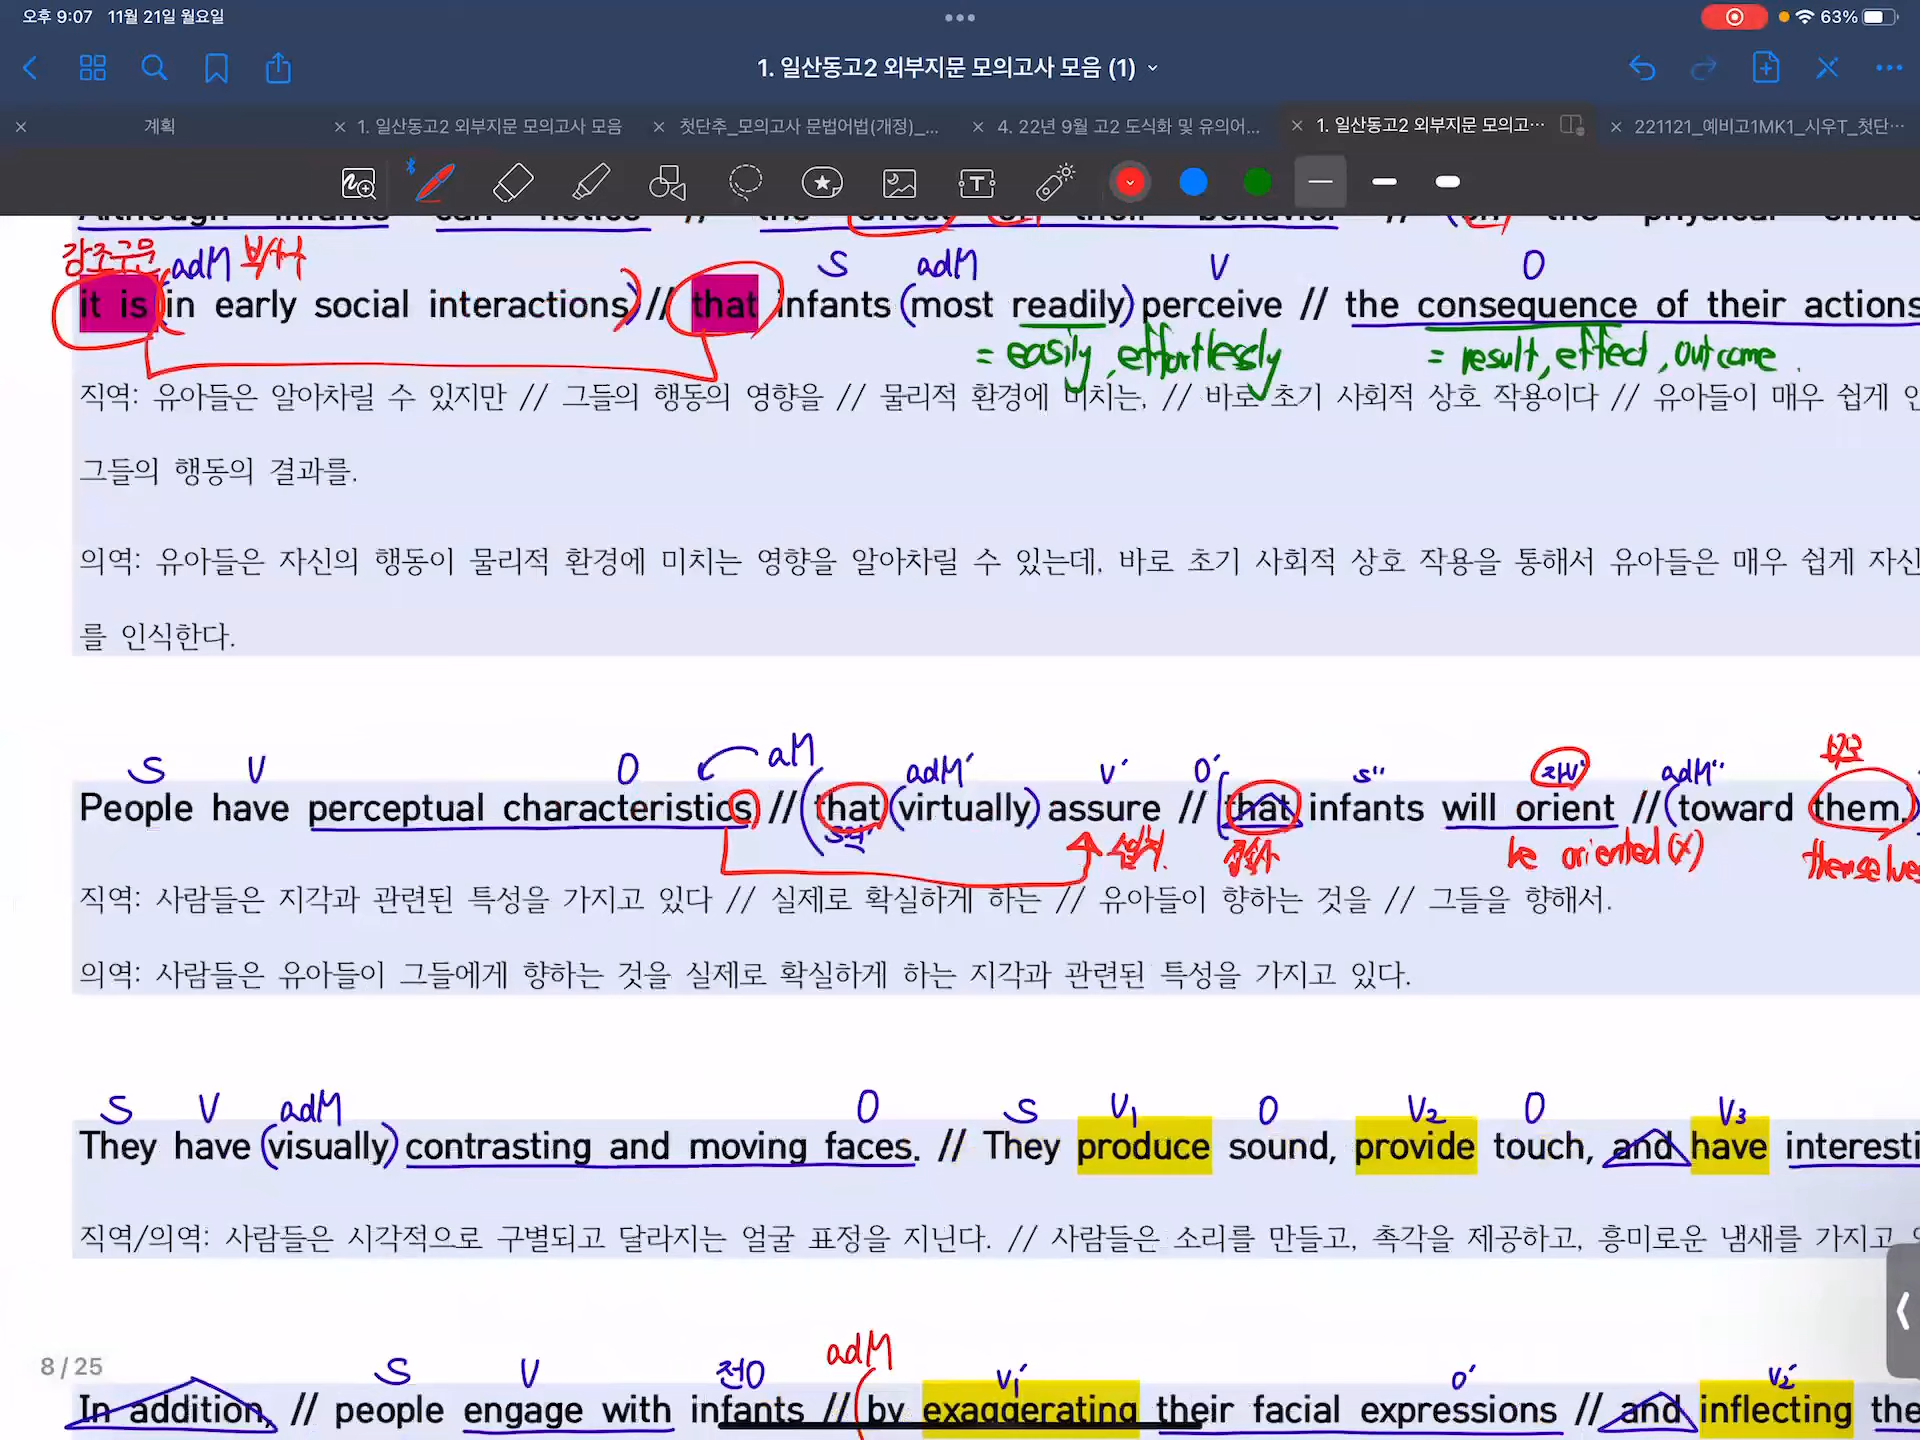 오후 9:07 11월 21일 월요일
63%
1. 일산동고2 외부지문 모의고사 모음 (1)
계획
1. 일산동고2 외부지문 모의고사 모음
첫단추_모의고사 문법어법(개정)_...
4. 22년 9월 고2 도식화 및 유의어...
1. 일산동고2 외부지문 모의고...
221121_예비고1MK1_시우T_첫단...
Although infants can notice // the effect of their behavior // (on the physical
강조구문 adM 부사 S adM V O
it is (in early social interactions) // that infants (most readily) perceive // the consequence of their actions
= easily, effortlessly = result, effect, outcome.
직역: 유아들은 알아차릴 수 있지만 // 그들의 행동의 영향을 // 물리적 환경에 미치는, // 바로 초기 사회적 상호 작용이다 // 유아들이 매우 쉽게
그들의 행동의 결과를.
의역: 유아들은 자신의 행동이 물리적 환경에 미치는 영향을 알아차릴 수 있는데, 바로 초기 사회적 상호 작용을 통해서 유아들은 매우 쉽게 자신
를 인식한다.
S V O aM adM' V' O' S'' 자V'' adM''
People have perceptual characteristics // (that (virtually) assure // [that infants will orient // (toward them,)
접속사 be oriented (X) themselves
직역: 사람들은 지각과 관련된 특성을 가지고 있다 // 실제로 확실하게 하는 // 유아들이 향하는 것을 // 그들을 향해서.
의역: 사람들은 유아들이 그들에게 향하는 것을 실제로 확실하게 하는 지각과 관련된 특성을 가지고 있다.
S V adM O S V1 O V2 O V3
They have (visually) contrasting and moving faces. // They produce sound, provide touch, and have
직역/의역: 사람들은 시각적으로 구별되고 달라지는 얼굴 표정을 지닌다. // 사람들은 소리를 만들고, 촉각을 제공하고, 흥미로운 냄새를 가지고
8 / 25
S V 전O adM V1' O' V2'
In addition, // people engage with infants // (by exaggerating their facial expressions // and inflecting